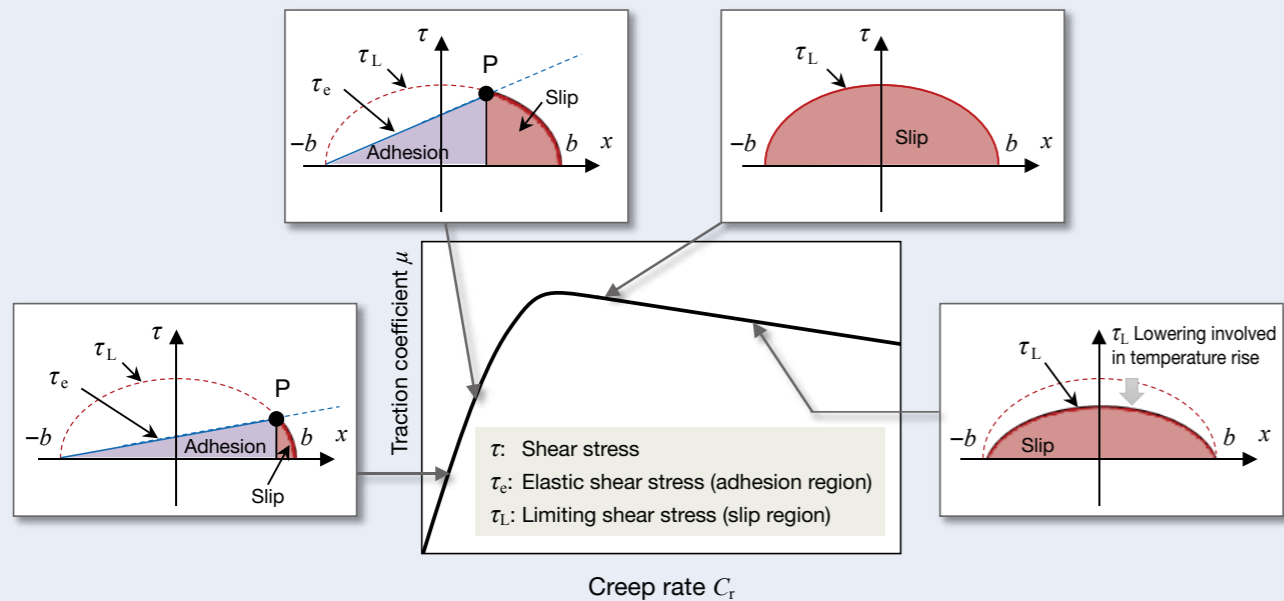 τ
τL
P
τe
Slip
Adhesion
−b
b
x
τ
τL
Slip
−b
b
x
Traction coefficient μ
τ
τL
P
τe
Adhesion
−b
b
x
Slip
τ: Shear stress
τe: Elastic shear stress (adhesion region)
τL: Limiting shear stress (slip region)
τL Lowering involved
in temperature rise
τL
−b
Slip
b
x
Creep rate Cr